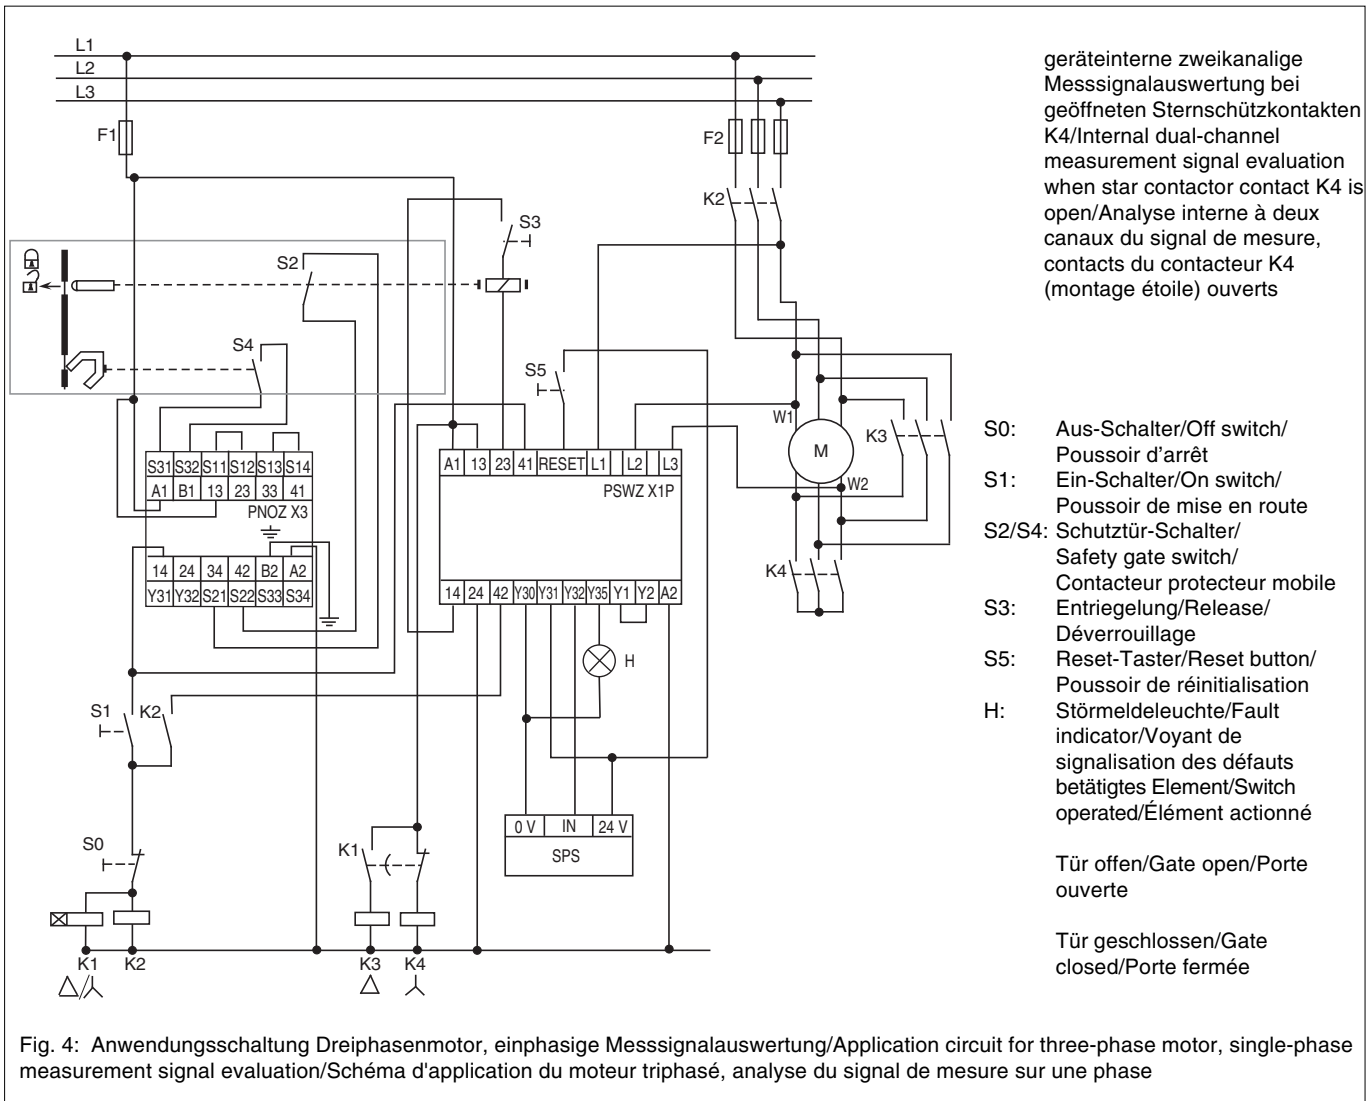 L1
L2
L3
F1
F2
K2
S3
S2
S4
S5
W1
K3
M
W2
K4
S31 S32 S11 S12 S13 S14
A1 B1 13 23 33 41
PNOZ X3
14 24 34 42 B2 A2
Y31 Y32 S21 S22 S33 S34
A1 13 23 41 RESET L1 L2 L3
PSWZ X1P
14 24 42 Y30 Y31 Y32 Y35 Y1 Y2 A2
H
S1 K2
S0
K1
0 V IN 24 V
SPS
K1 K2 K3 K4
geräteinterne zweikanalige
Messsignalauswertung bei
geöffneten Sternschützkontakten
K4/Internal dual-channel
measurement signal evaluation
when star contactor contact K4 is
open/Analyse interne à deux
canaux du signal de mesure,
contacts du contacteur K4
(montage étoile) ouverts
S0: Aus-Schalter/Off switch/
Poussoir d'arrêt
S1: Ein-Schalter/On switch/
Poussoir de mise en route
S2/S4: Schutztür-Schalter/
Safety gate switch/
Contacteur protecteur mobile
S3: Entriegelung/Release/
Déverrouillage
S5: Reset-Taster/Reset button/
Poussoir de réinitialisation
H: Störmeldeleuchte/Fault
indicator/Voyant de
signalisation des défauts
betätigtes Element/Switch
operated/Élément actionné
Tür offen/Gate open/Porte
ouverte
Tür geschlossen/Gate
closed/Porte fermée
Fig. 4: Anwendungsschaltung Dreiphasenmotor, einphasige Messsignalauswertung/Application circuit for three-phase motor, single-phase
measurement signal evaluation/Schéma d'application du moteur triphasé, analyse du signal de mesure sur une phase